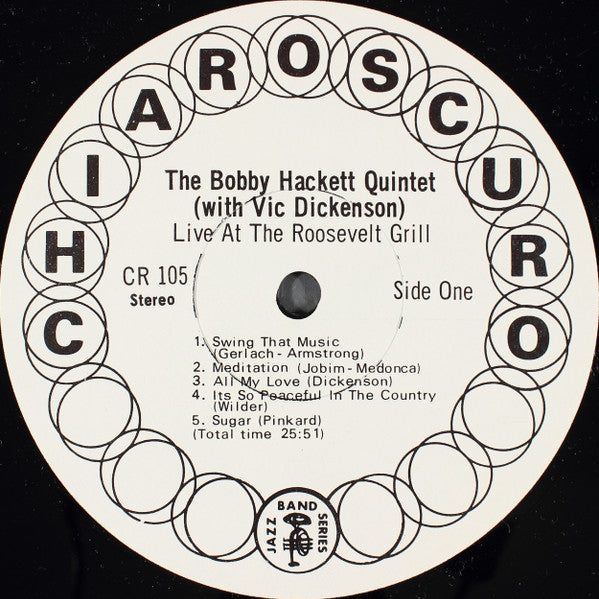 CHIAROSCURO
The Bobby Hackett Quintet
(with Vic Dickenson)
Live At The Roosevelt Grill
CR 105
Stereo
Side One
1. Swing That Music
(Gerlach - Armstrong)
2. Meditation (Jobim - Medonca)
3. All My Love (Dickenson)
4. Its So Peaceful In The Country
(Wilder)
5. Sugar (Pinkard)
(Total time 25:51)
JAZZ BAND SERIES